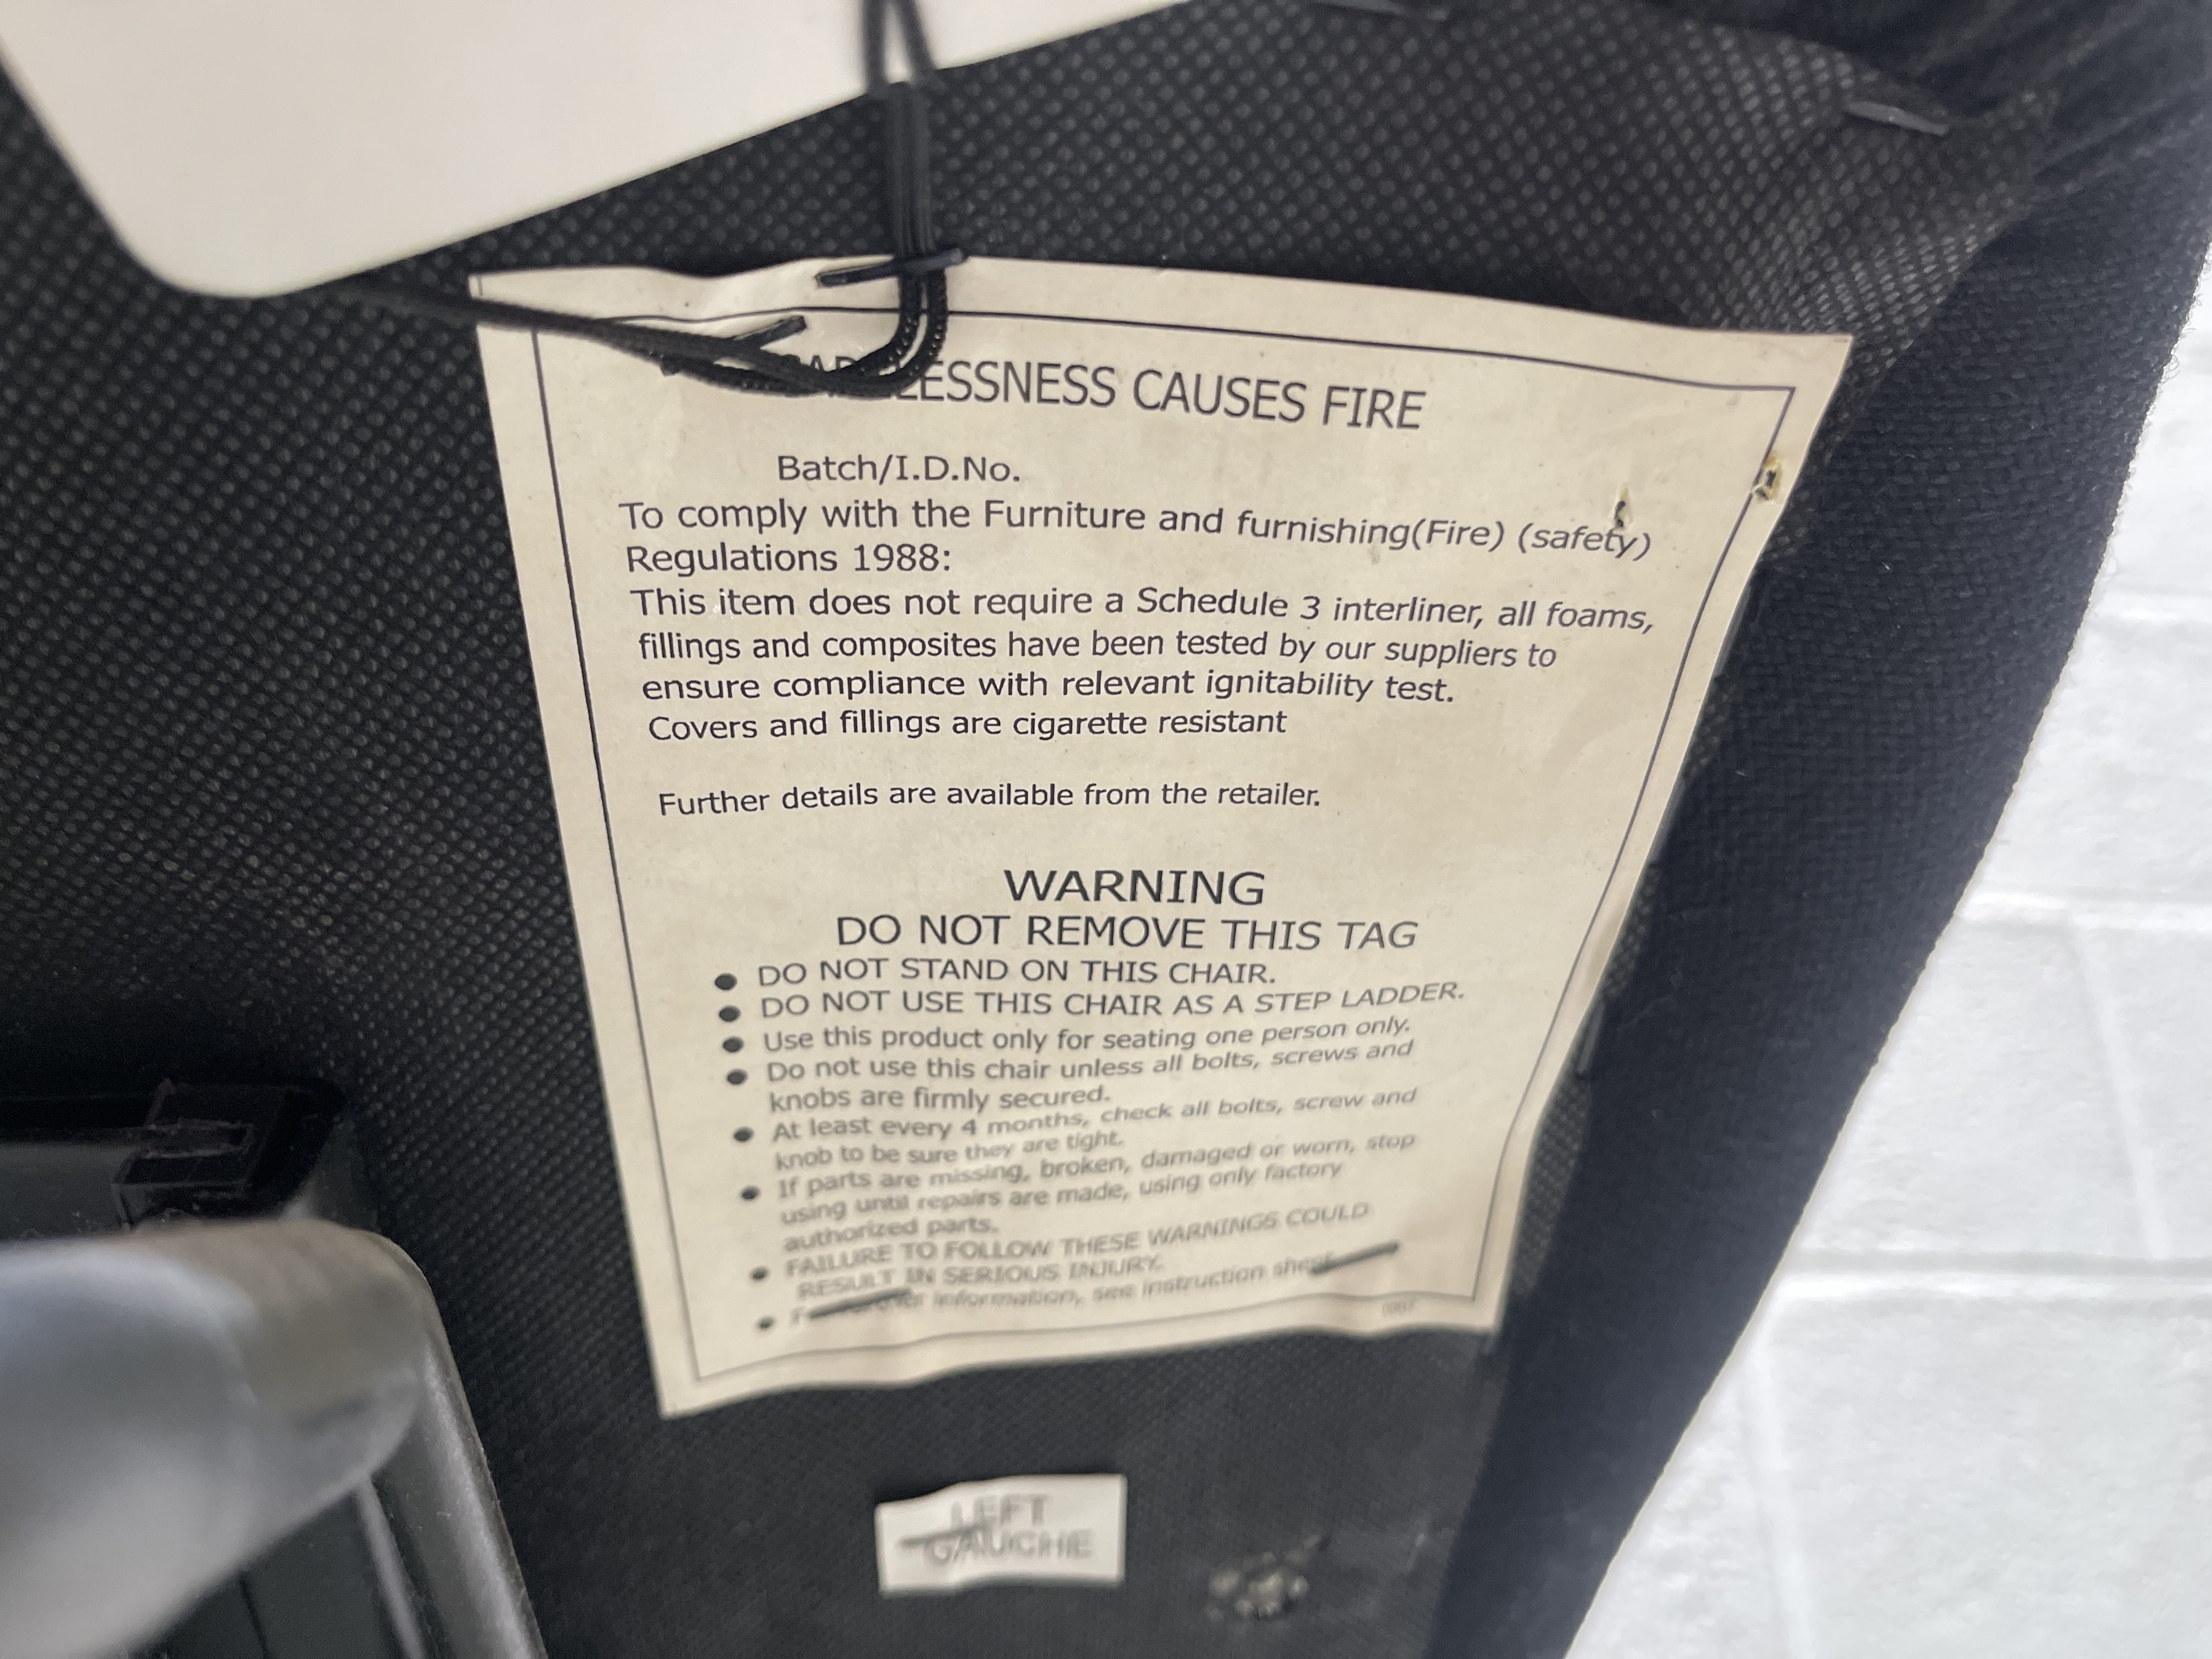 CARELESSNESS CAUSES FIRE
Batch/I.D.No.
To comply with the Furniture and furnishing(Fire) (safety)
Regulations 1988:
This item does not require a Schedule 3 interliner, all foams,
fillings and composites have been tested by our suppliers to
ensure compliance with relevant ignitability test.
Covers and fillings are cigarette resistant
Further details are available from the retailer.
WARNING
DO NOT REMOVE THIS TAG
● DO NOT STAND ON THIS CHAIR.
● DO NOT USE THIS CHAIR AS A STEP LADDER.
● Use this product only for seating one person only.
● Do not use this chair unless all bolts, screws and
knobs are firmly secured.
● At least every 4 months, check all bolts, screw and
knob to be sure they are tight.
● If parts are missing, broken, damaged or worn, stop
using until repairs are made, using only factory
authorized parts.
● FAILURE TO FOLLOW THESE WARNINGS COULD
RESULT IN SERIOUS INJURY.
● For further information, see instruction sheet
LEFT
GAUCHE